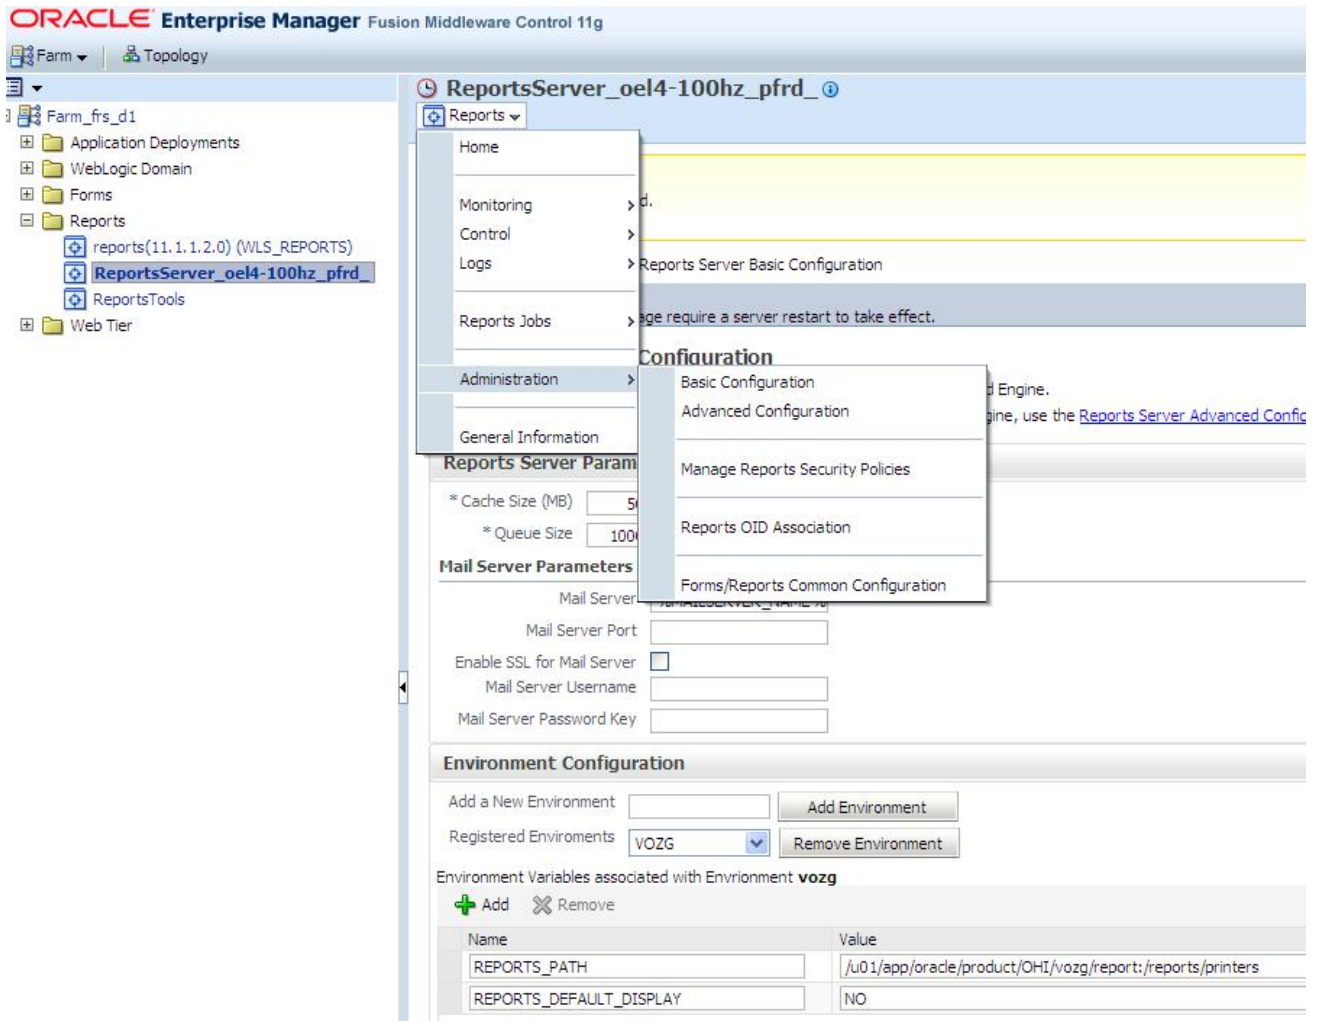 ORACLE Enterprise Manager Fusion Middleware Control 11g
Farm
Topology
Farm_frs_d1
Application Deployments
WebLogic Domain
Forms
Reports
reports(11.1.1.2.0) (WLS_REPORTS)
ReportsServer_oel4-100hz_pfrd_
ReportsTools
Web Tier
ReportsServer_oel4-100hz_pfrd_
Reports
Home
Monitoring
d.
Control
Logs
Reports Server Basic Configuration
Reports Jobs
age require a server restart to take effect.
Configuration
Administration
Basic Configuration
d Engine.
Advanced Configuration
gine, use the Reports Server Advanced Confic
General Information
Manage Reports Security Policies
Reports OID Association
Forms/Reports Common Configuration
Reports Server Param
* Cache Size (MB)
* Queue Size 100
Mail Server Parameters
Mail Server %MAILSERVER_NAME%
Mail Server Port
Enable SSL for Mail Server
Mail Server Username
Mail Server Password Key
Environment Configuration
Add a New Environment
Add Environment
Registered Enviroments VOZG
Remove Environment
Environment Variables associated with Envrionment vozg
Add Remove
Name Value
REPORTS_PATH /u01/app/oracle/product/OHI/vozg/report:/reports/printers
REPORTS_DEFAULT_DISPLAY NO